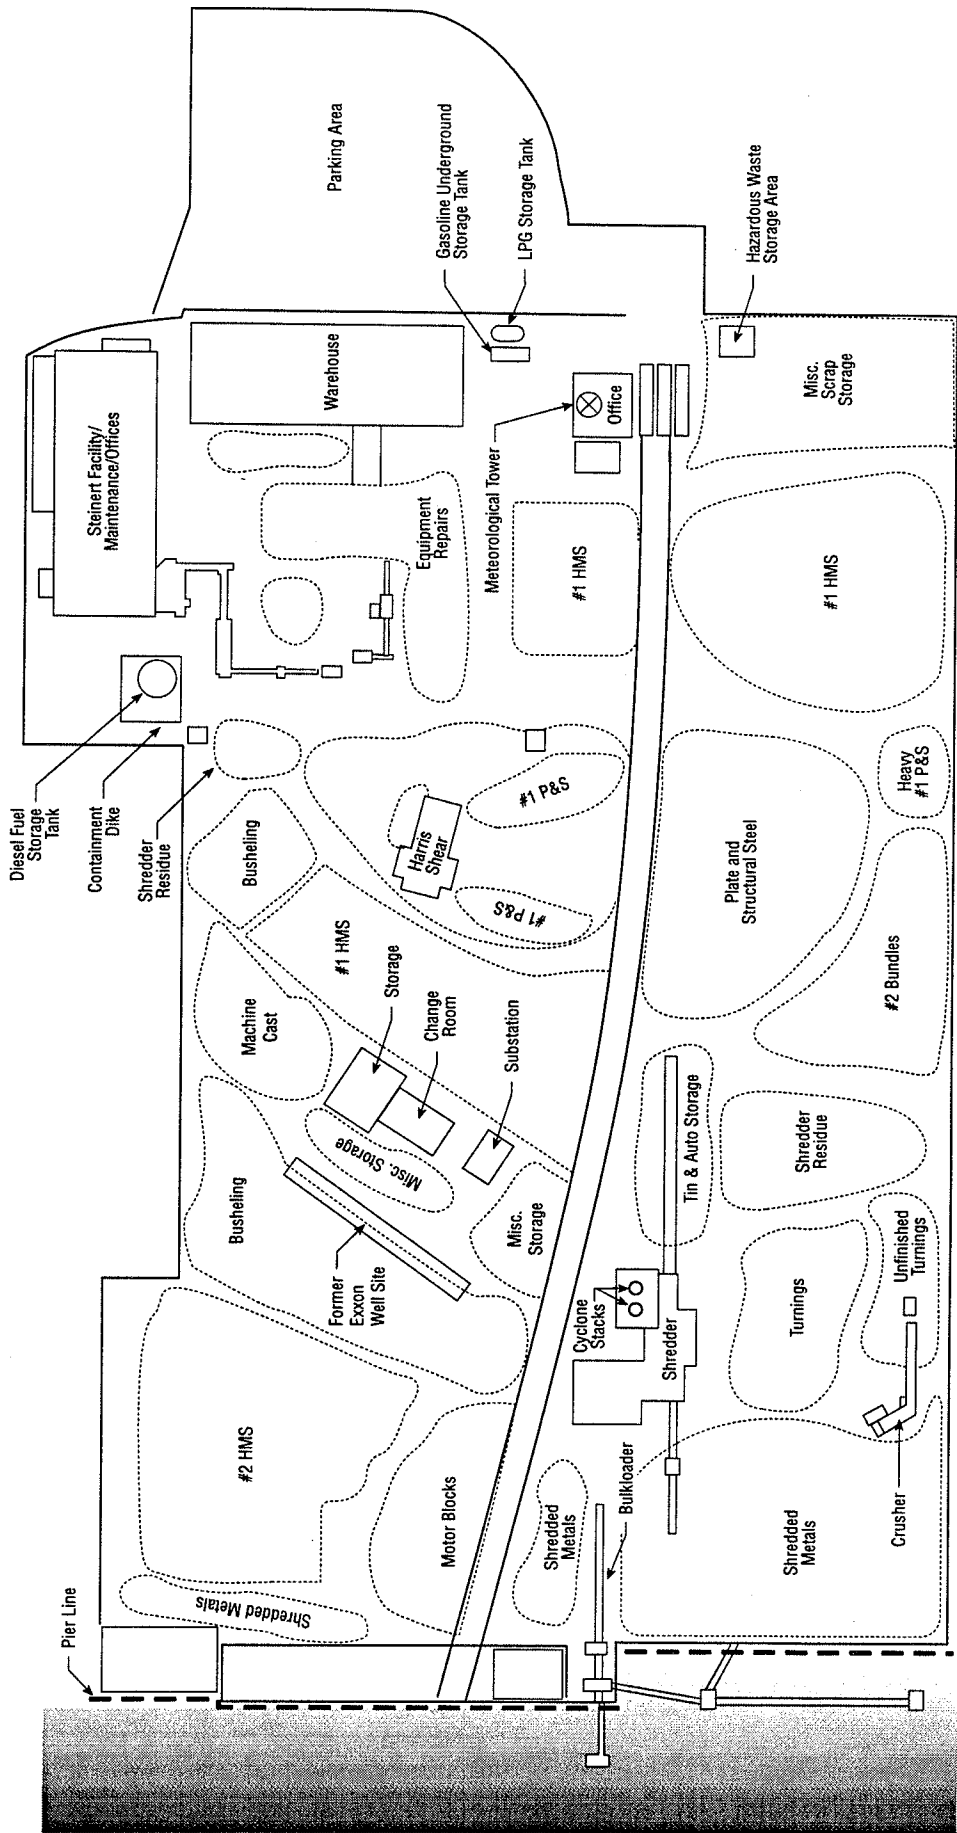 Parking Area
Gasoline Underground
Storage Tank
LPG Storage Tank
Hazardous Waste
Storage Area
Steinert Facility/
Maintenance/Offices
Warehouse
Meteorological Tower
Office
Misc.
Scrap
Storage
Equipment
Repairs
#1 HMS
#1 HMS
Diesel Fuel
Storage
Tank
Containment
Dike
Shredder
Residue
Busheling
Harris
Shear
#1 P&S
#1 P&S
Plate and
Structural Steel
Heavy
#1 P&S
#2 Bundles
Machine
Cast
#1 HMS
Storage
Change
Room
Substation
Misc. Storage
Busheling
Former
Exxon
Well Site
Misc.
Storage
Tin & Auto Storage
Shredder
Residue
Cyclone
Stacks
Shredder
Turnings
Unfinished
Turnings
#2 HMS
Motor Blocks
Shredded
Metals
Bulkloader
Shredded
Metals
Crusher
Shredded Metals
Pier Line